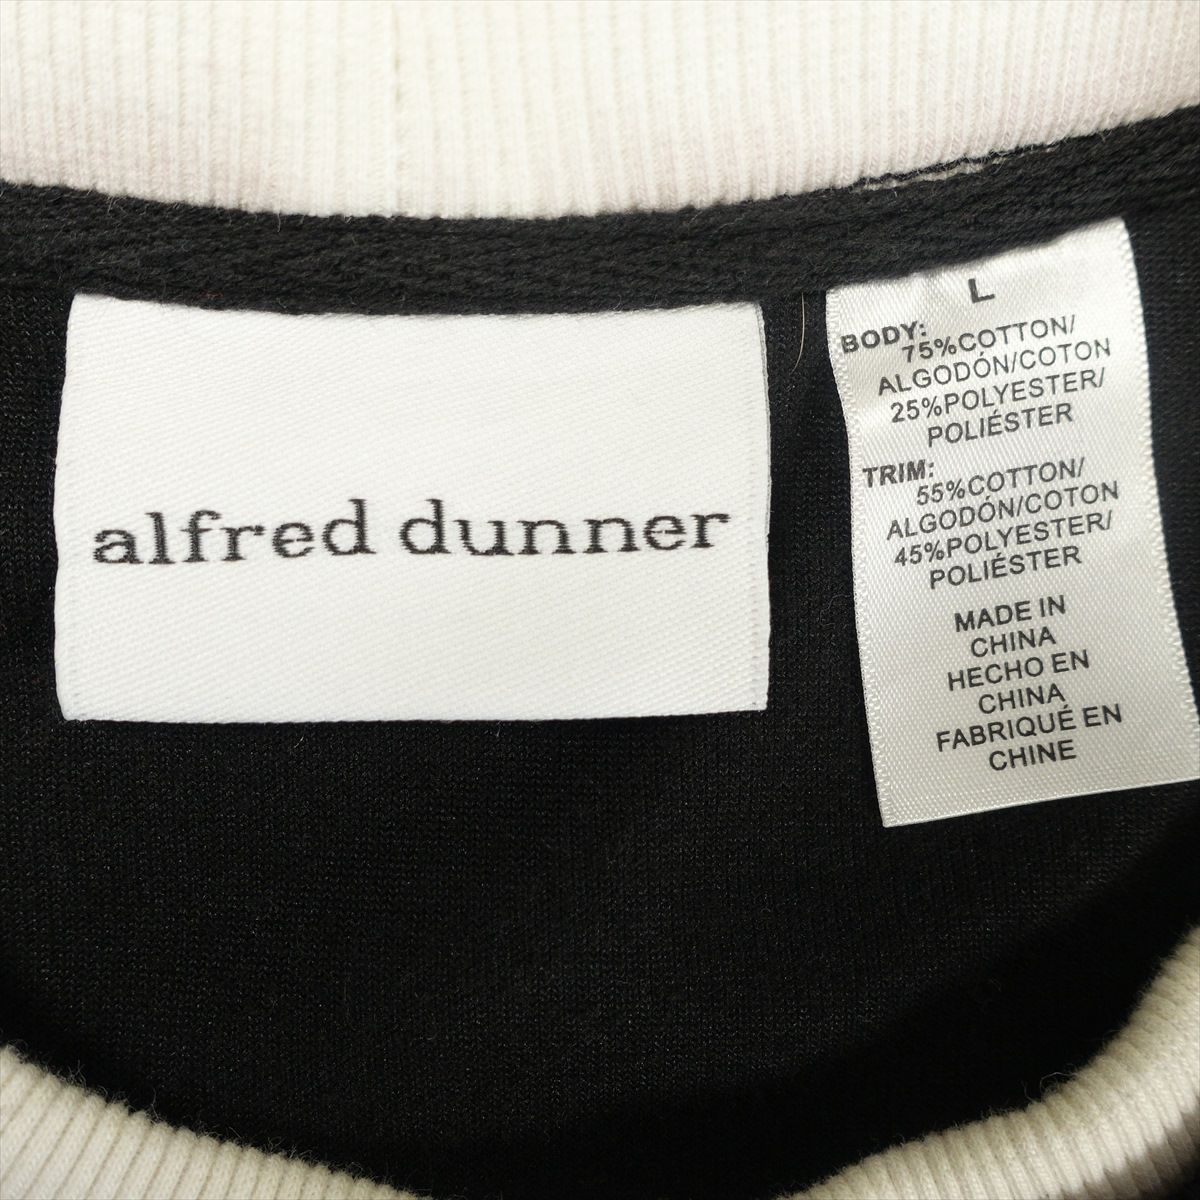 alfred dunner
L
BODY:
75%COTTON/
ALGODÓN/COTON
25%POLYESTER/
POLIÉSTER
TRIM:
55%COTTON/
ALGODÓN/COTON
45%POLYESTER/
POLIÉSTER
MADE IN
CHINA
HECHO EN
CHINA
FABRIQUÉ EN
CHINE